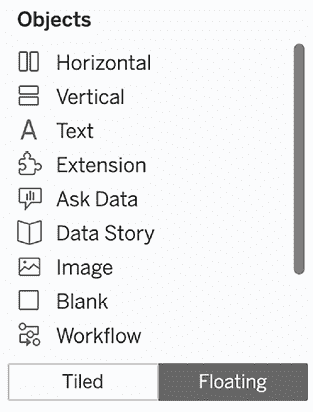 Objects
Horizontal
Vertical
Text
Extension
Ask Data
Data Story
Image
Blank
Workflow
Tiled Floating